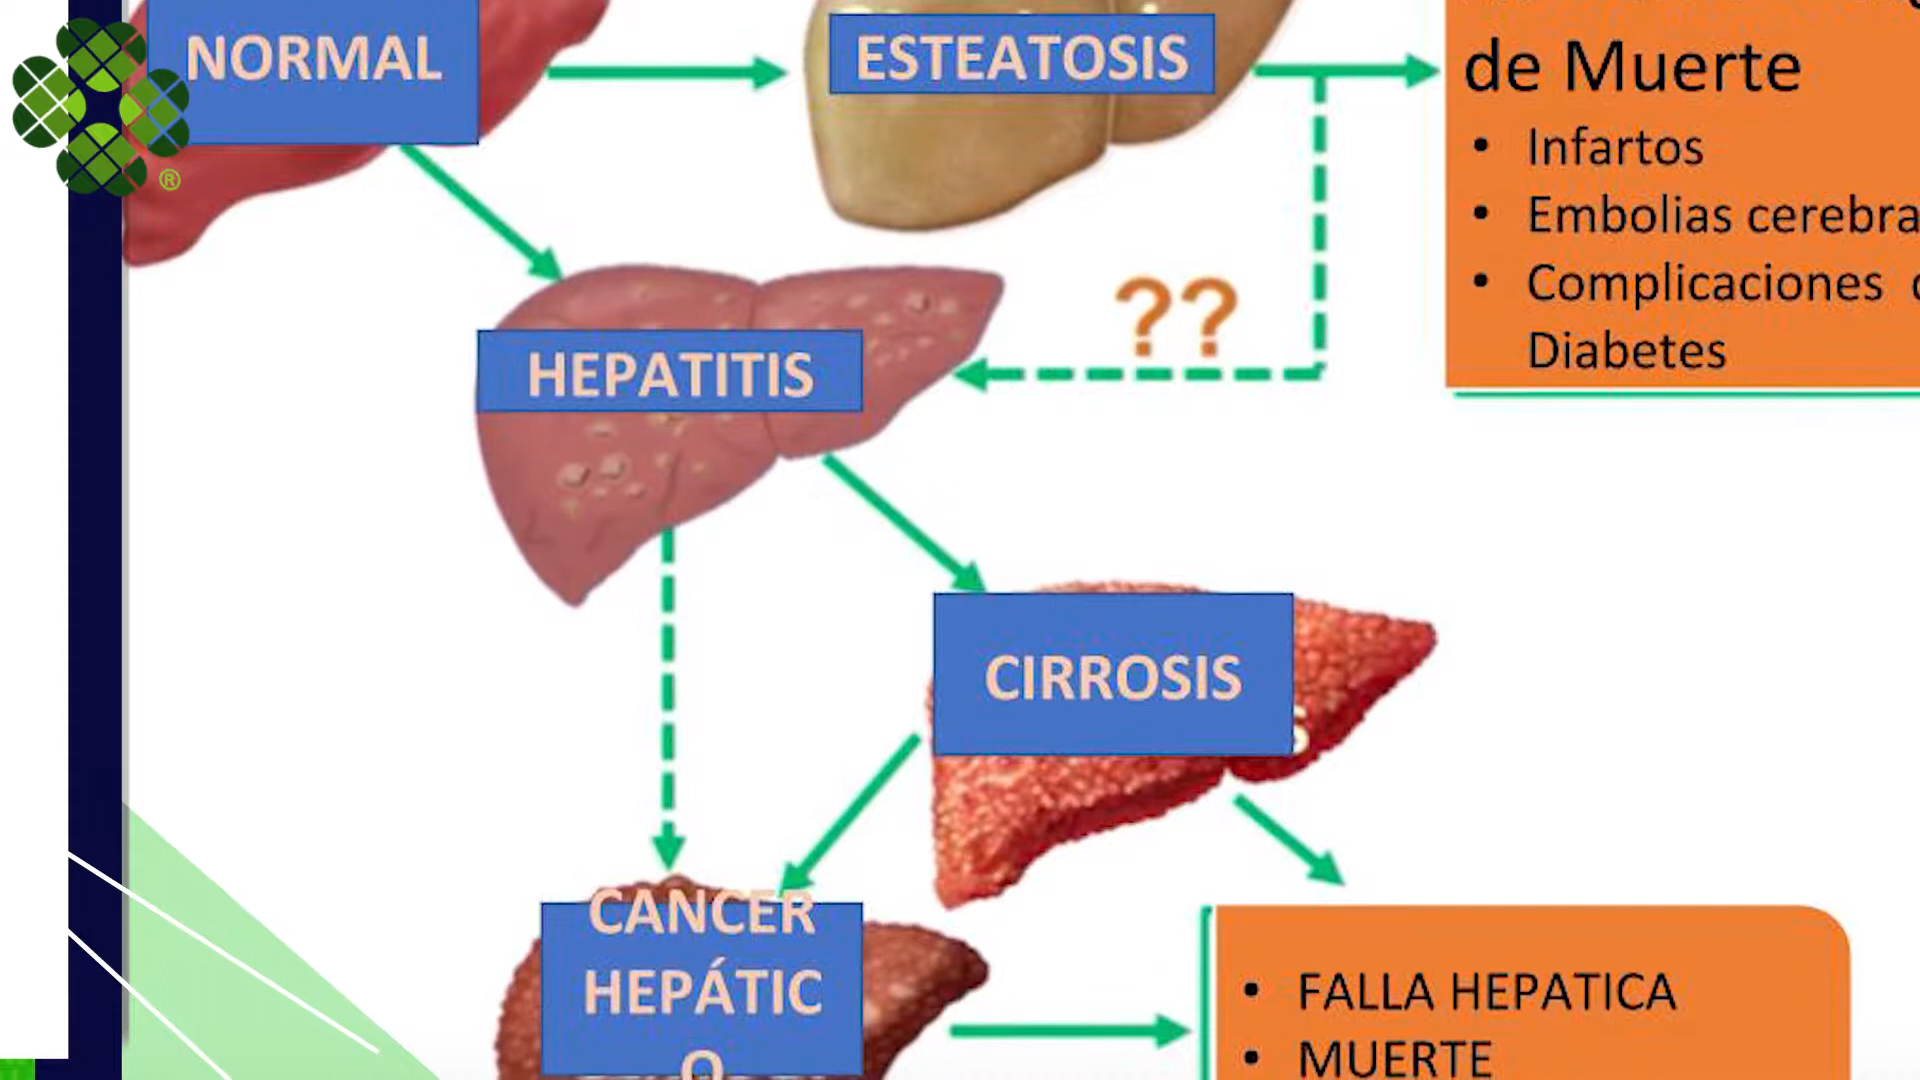 NORMAL
ESTEATOSIS
de Muerte
• Infartos
• Embolias cerebra
• Complicaciones
Diabetes
®
??
HEPATITIS
CIRROSIS
S
CANCER
HEPÁTIC
O
• FALLA HEPATICA
• MUERTE